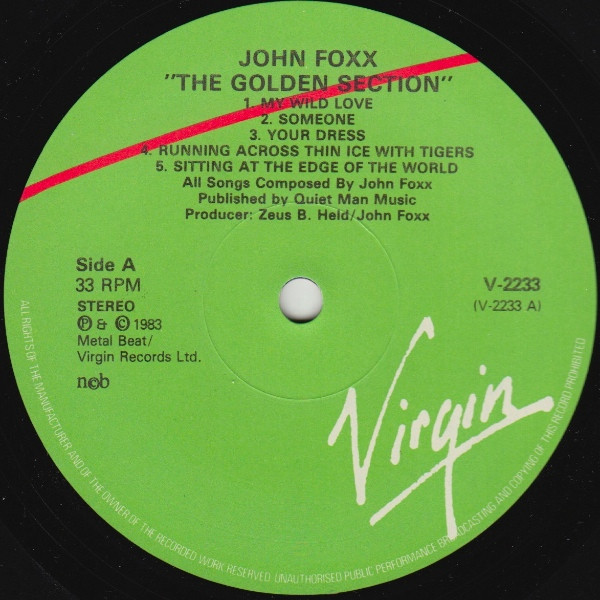 JOHN FOXX
"THE GOLDEN SECTION"
1. MY WILD LOVE
2. SOMEONE
3. YOUR DRESS
4. RUNNING ACROSS THIN ICE WITH TIGERS
5. SITTING AT THE EDGE OF THE WORLD
All Songs Composed By John Foxx
Published by Quiet Man Music
Producer: Zeus B. Held/John Foxx
Side A
33 RPM
STEREO
℗ & © 1983
Metal Beat/
Virgin Records Ltd.
n©b
V-2233
(V-2233 A)
Virgin
ALL RIGHTS OF THE MANUFACTURER AND OF THE OWNER OF THE RECORDED WORK RESERVED. UNAUTHORISED PUBLIC PERFORMANCE BROADCASTING AND COPYING OF THIS RECORD PROHIBITED